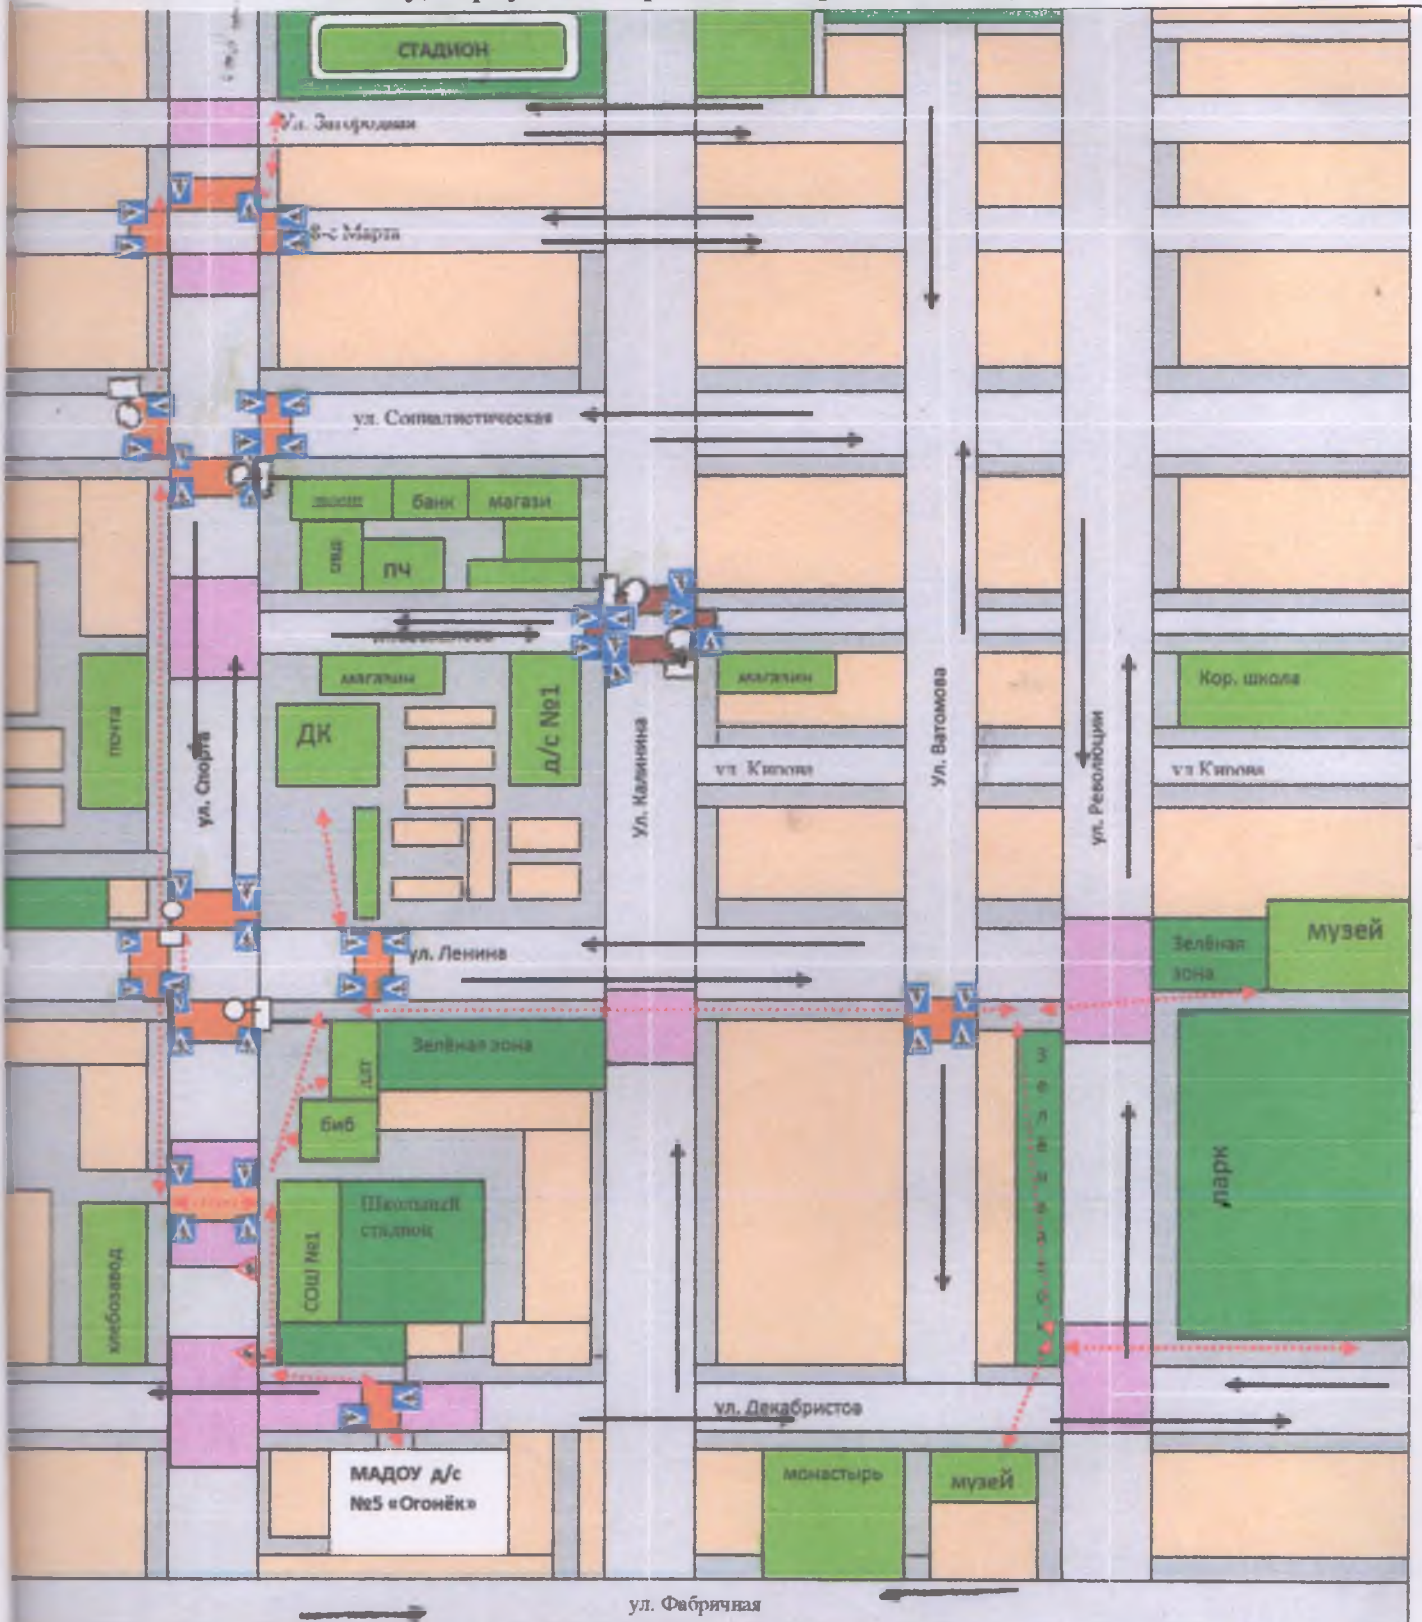 СТАДИОН
Ул. Загородная
8-с Марта
ул. Социалистическая
банк
магази
ОВД
ПЧ
магазин
магазин
Кор. школа
почта
ДК
д/с №1
ул. Спорта
Ул. Калинина
ул. Кирова
Ул. Ватомова
ул. Революции
ул Кирова
ул. Ленина
Зелёная
зона
музей
Зелёная зона
биб
парк
Школьный
стадион
СОШ №1
хлебозавод
ул. Декабристов
МАДОУ д/с
№5 «Огонёк»
монастырь
музей
ул. Фабричная